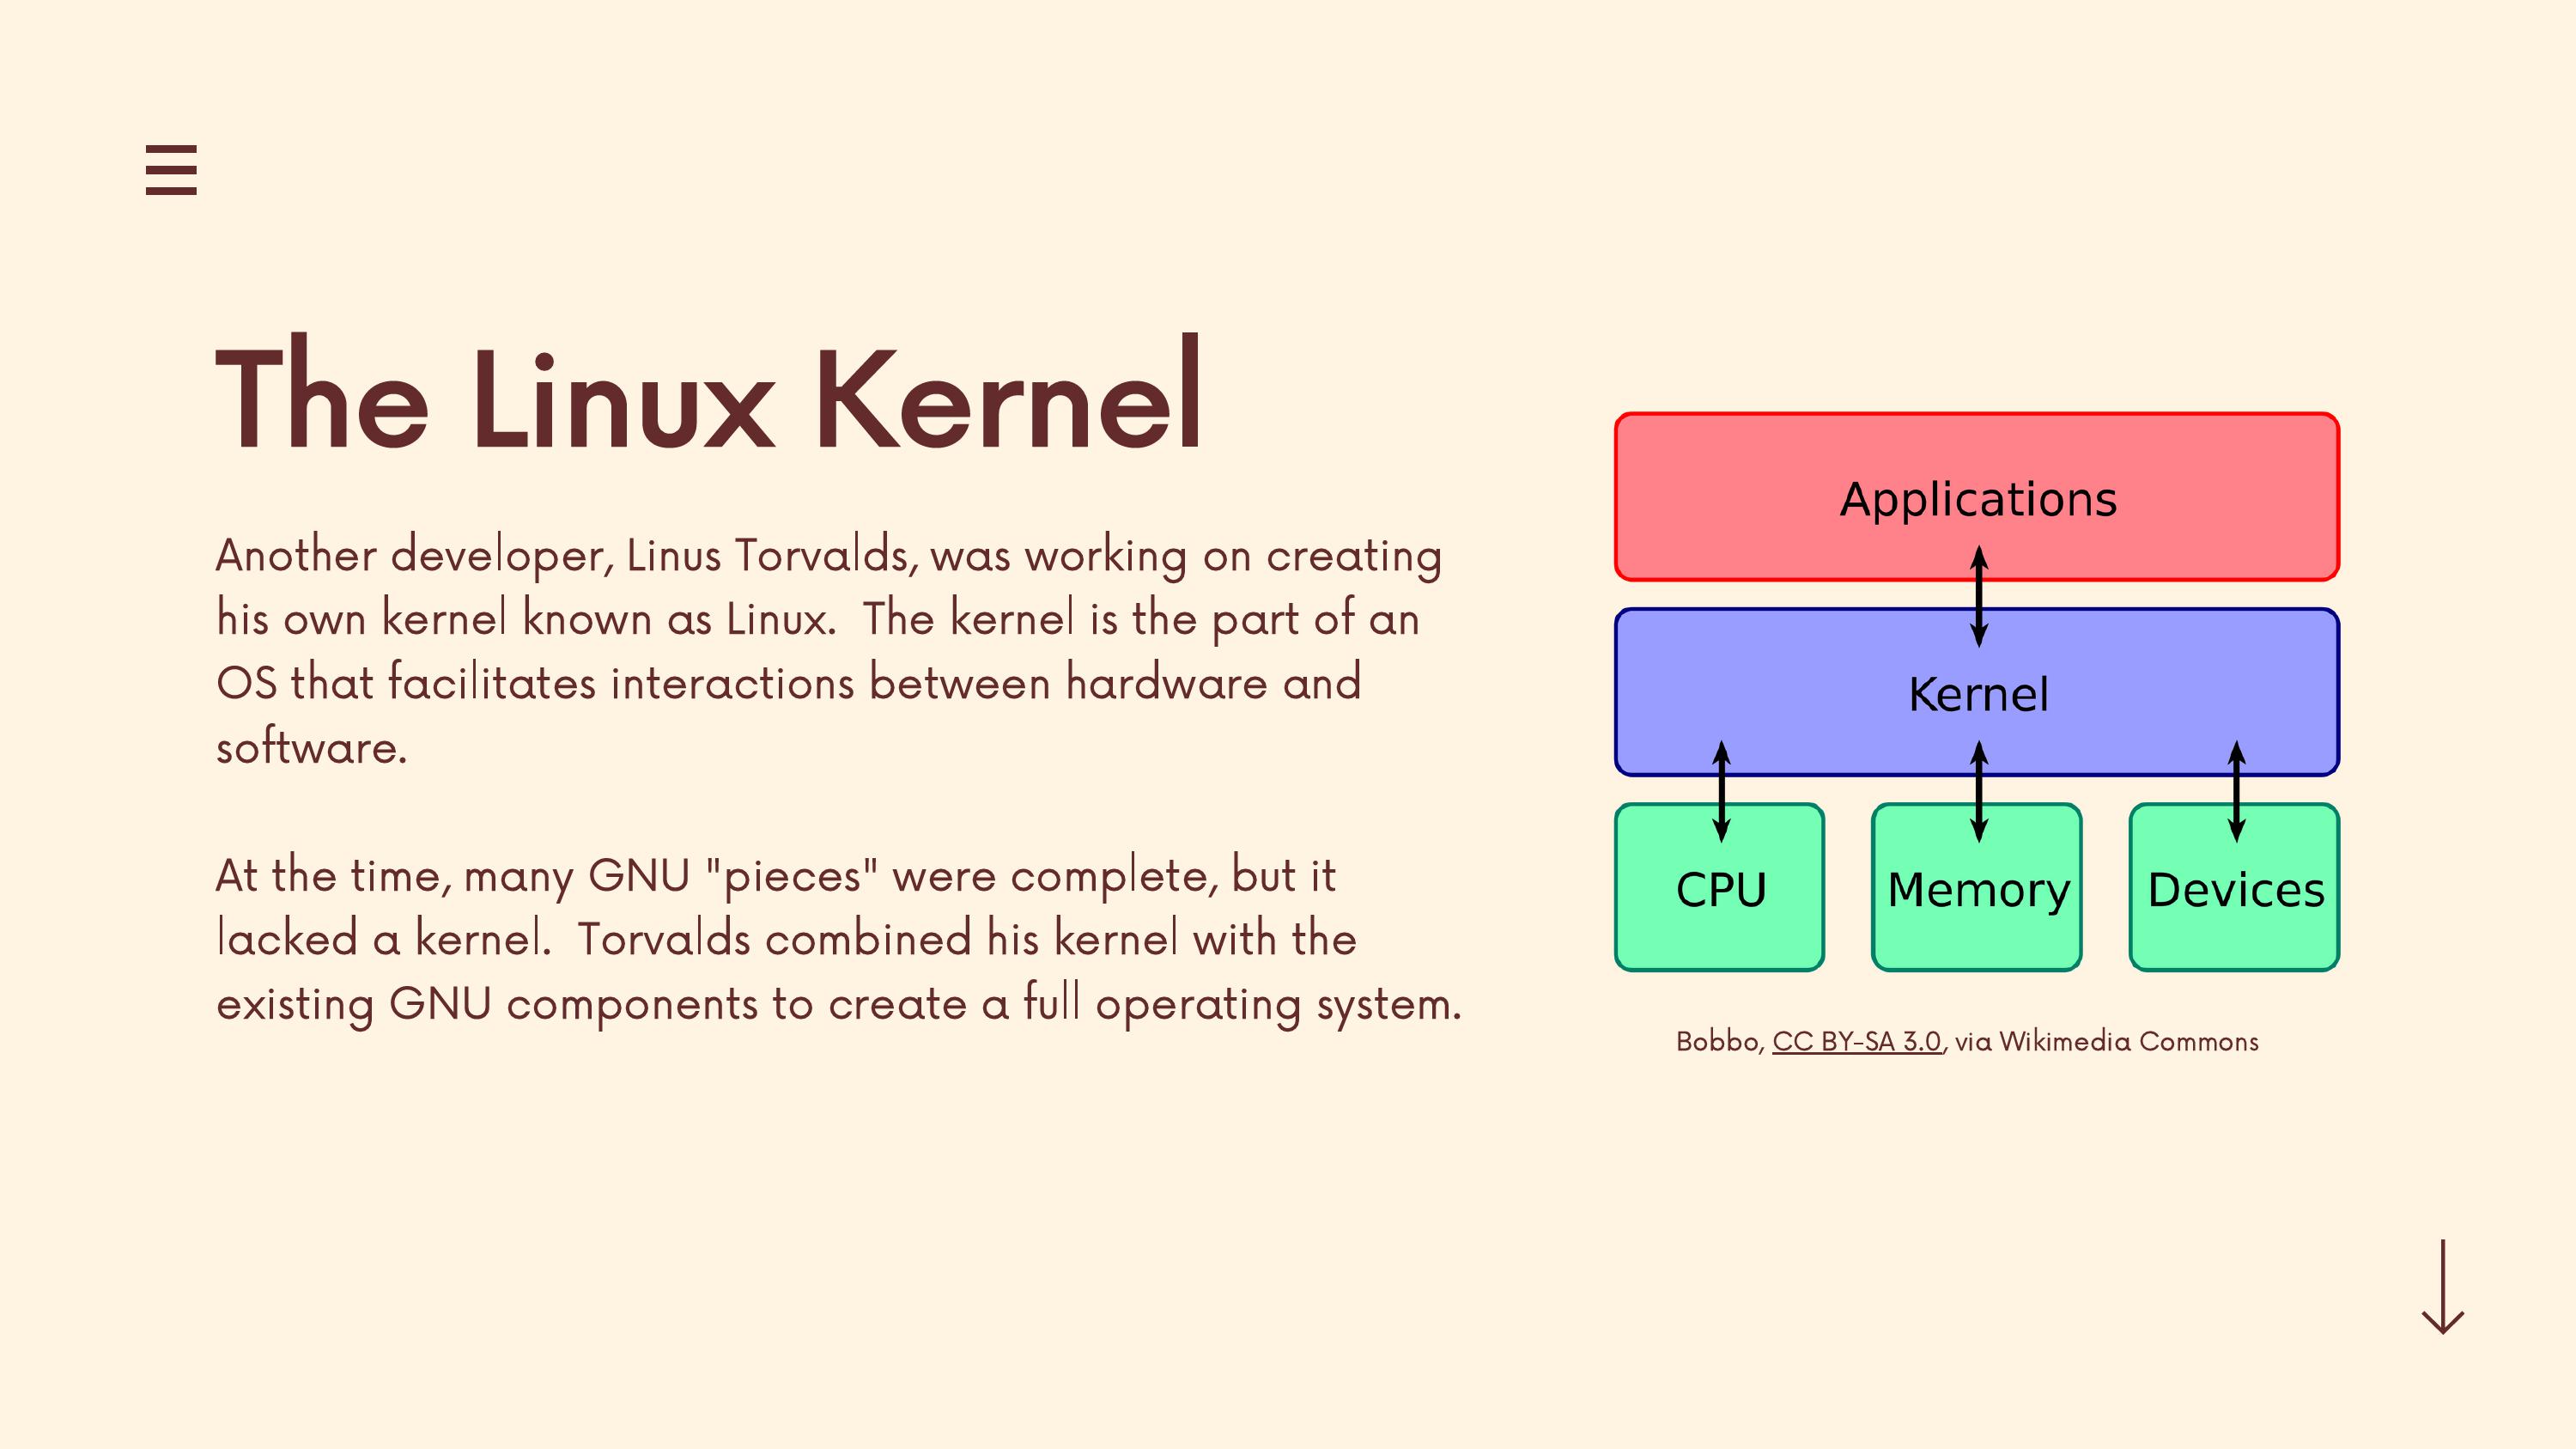 The Linux Kernel
Another developer, Linus Torvalds, was working on creating
his own kernel known as Linux.  The kernel is the part of an
OS that facilitates interactions between hardware and
software.
At the time, many GNU "pieces" were complete, but it
lacked a kernel.  Torvalds combined his kernel with the
existing GNU components to create a full operating system.
Applications
Kernel
CPU
Memory
Devices
Bobbo, CC BY-SA 3.0, via Wikimedia Commons